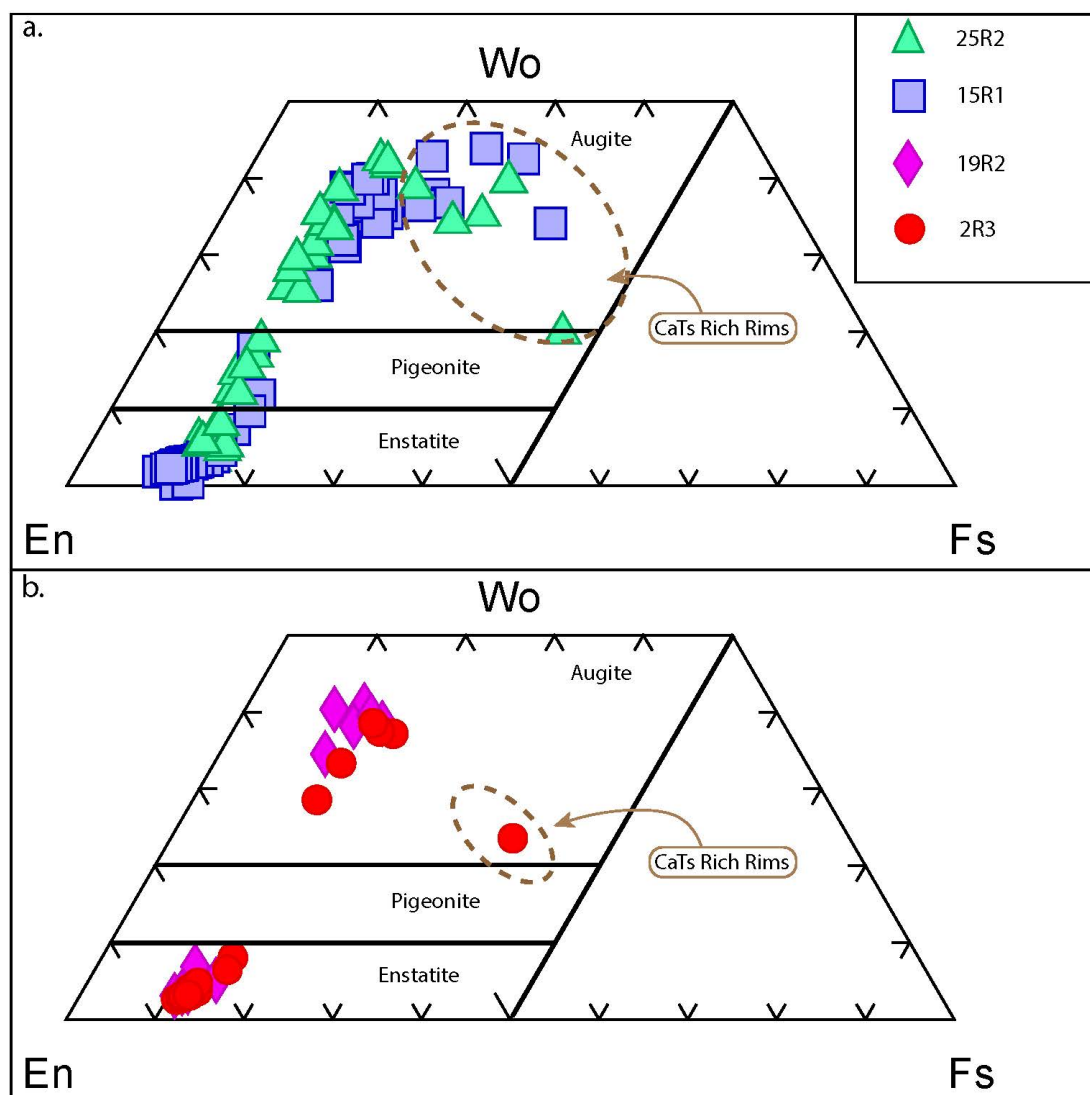 a.
Wo
Augite
25R2
15R1
19R2
2R3
CaTs Rich Rims
Pigeonite
Enstatite
En
Fs
b.
Wo
Augite
CaTs Rich Rims
Pigeonite
Enstatite
En
Fs